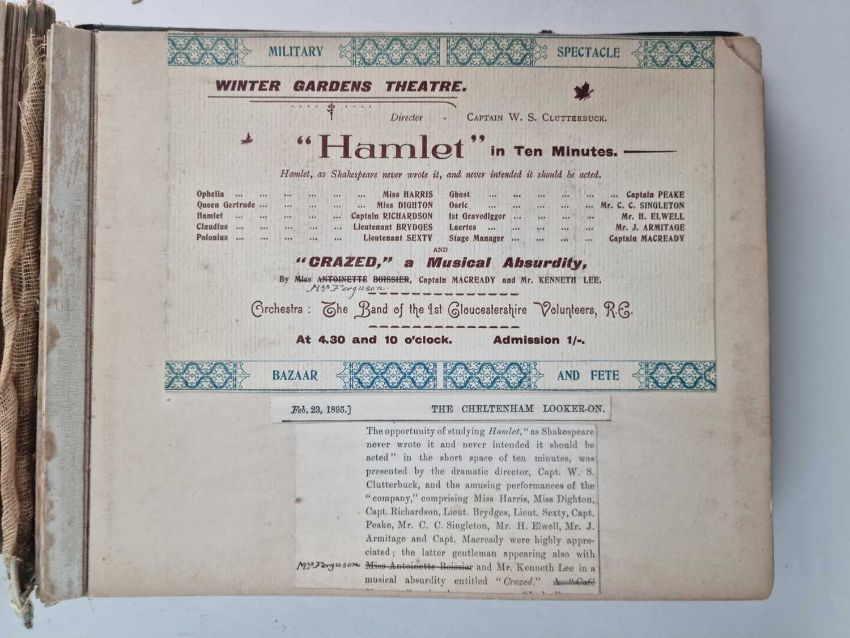 MILITARY SPECTACLE
WINTER GARDENS THEATRE.
Director - CAPTAIN W. S. CLUTTERBUCK.
"Hamlet" in Ten Minutes.
Hamlet, as Shakespeare never wrote it, and never intended it should be acted.
Ophelia ... ... ... ... ... ... Miss HARRIS
Queen Gertrude ... ... ... ... ... Miss DIGHTON
Hamlet ... ... ... ... ... Captain RICHARDSON
Claudius ... ... ... ... ... Lieutenant BRYDGES
Polonius ... ... ... ... ... Lieutenant SEXTY
Ghost ... ... ... ... ... ... ... Captain PEAKE
Osric ... ... ... ... ... ... Mr. C. C. SINGLETON
1st Gravedigger ... ... ... ... ... Mr. H. ELWELL
Laertes ... ... ... ... ... ... Mr. J. ARMITAGE
Stage Manager ... ... ... ... Captain MACREADY
AND
"CRAZED," a Musical Absurdity,
By Miss ANTOINETTE BOISSIER, Captain MACREADY and Mr. KENNETH LEE.
Mrs Ferguson
Orchestra: The Band of the 1st Gloucestershire Volunteers, R.E.
At 4.30 and 10 o'clock. Admission 1/-.
BAZAAR AND FETE
Feb. 23, 1895.] THE CHELTENHAM LOOKER-ON.
The opportunity of studying Hamlet, "as Shakespeare
never wrote it and never intended it should be
acted" in the short space of ten minutes, was
presented by the dramatic director, Capt. W. S.
Clutterbuck, and the amusing performances of the
"company," comprising Miss Harris, Miss Dighton,
Capt. Richardson, Lieut. Brydges, Lieut. Sexty, Capt.
Peake, Mr. C. C. Singleton, Mr. H. Elwell, Mr. J.
Armitage and Capt. Macready were highly appre-
ciated; the latter gentleman appearing also with
Mrs Ferguson Miss Antoinette Boissier and Mr. Kenneth Lee in a
musical absurdity entitled "Crazed." A "Café